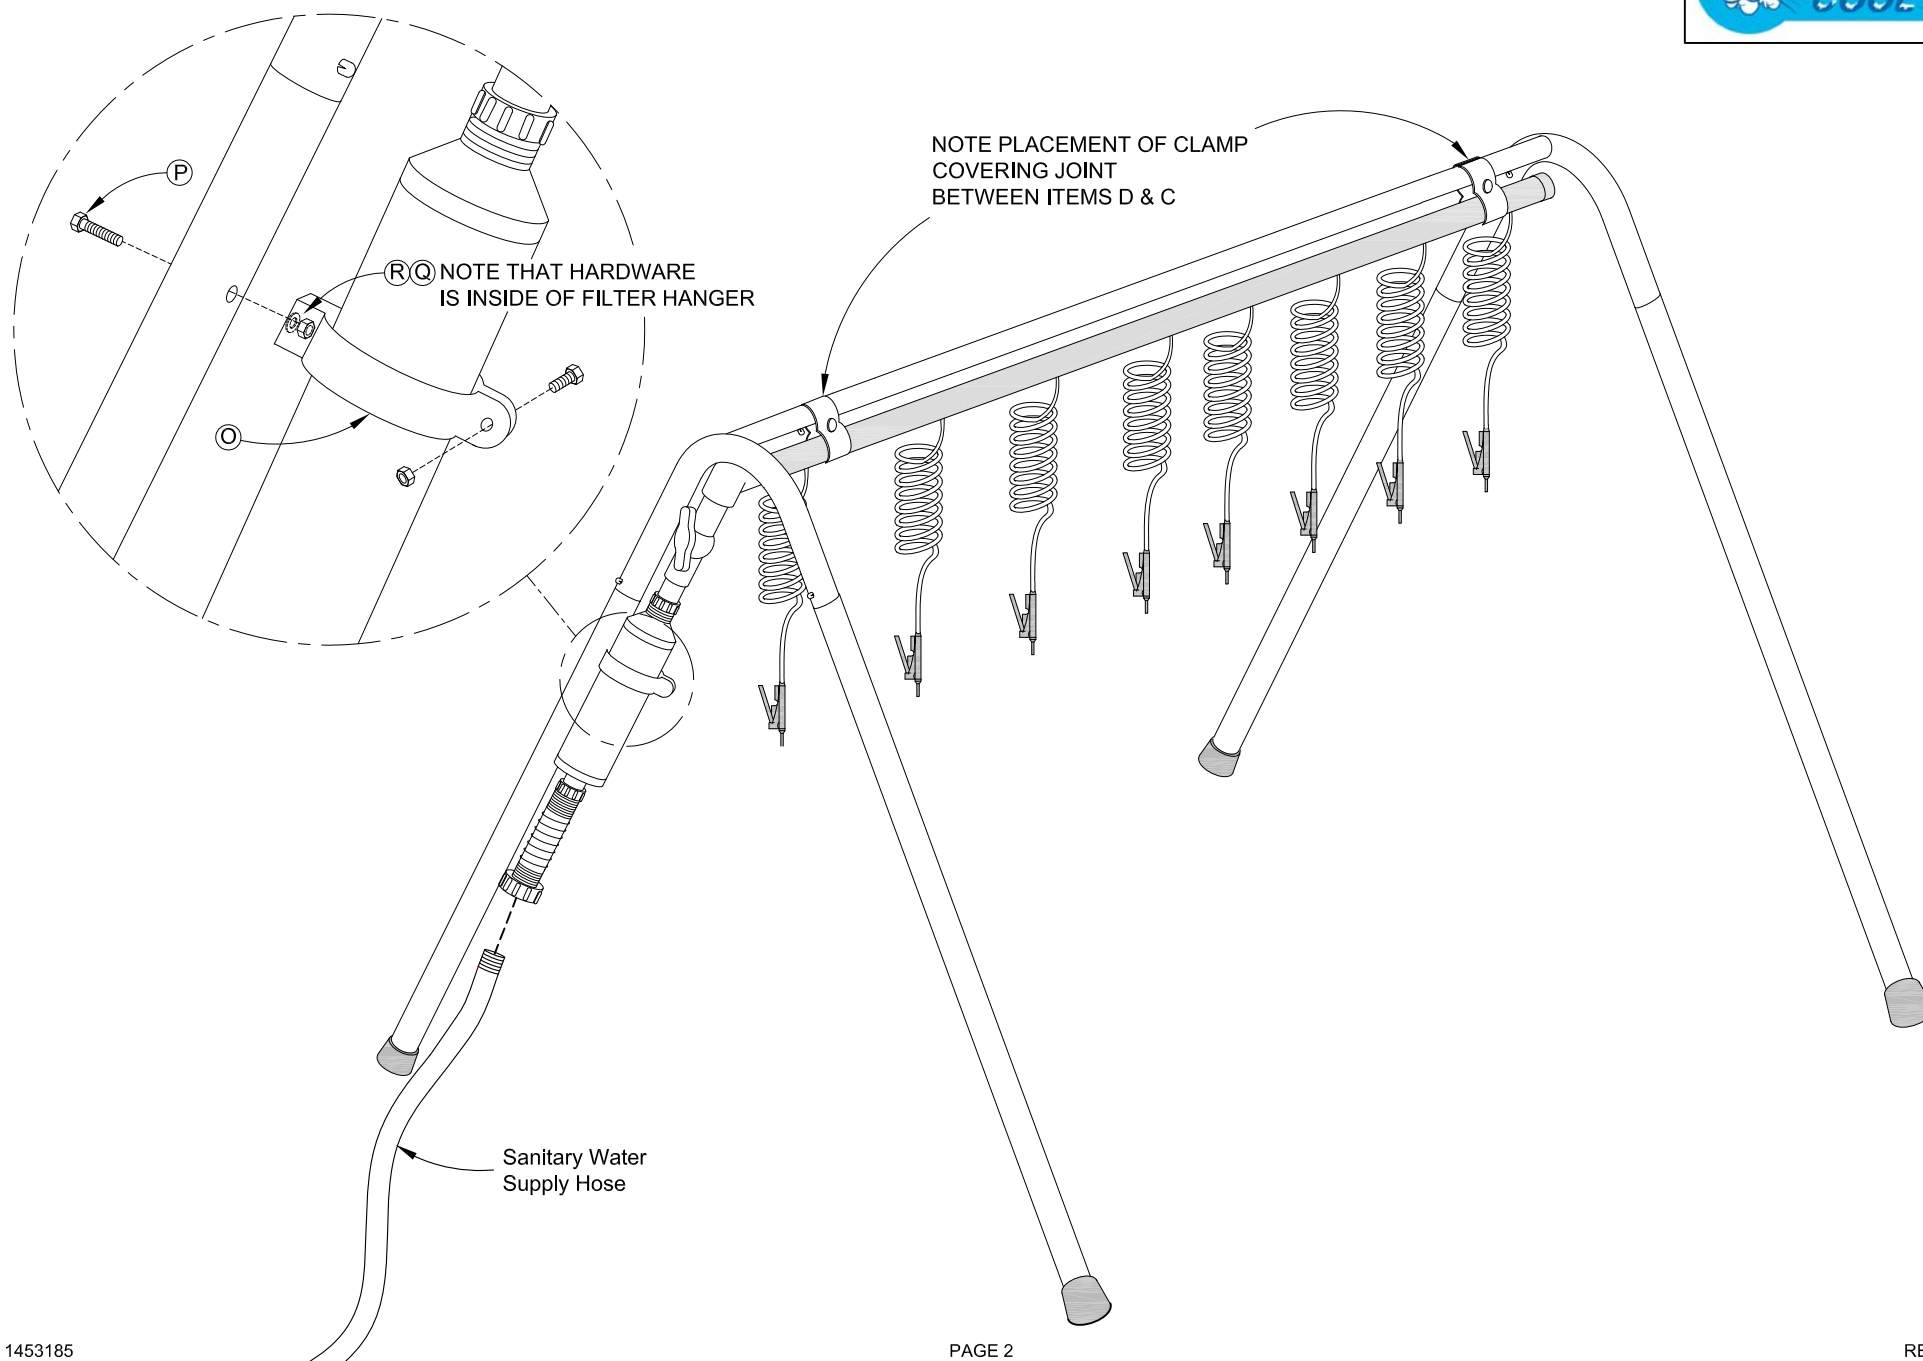 P
RQ NOTE THAT HARDWARE
IS INSIDE OF FILTER HANGER
O
NOTE PLACEMENT OF CLAMP
COVERING JOINT
BETWEEN ITEMS D & C
Sanitary Water
Supply Hose
1453185
PAGE 2